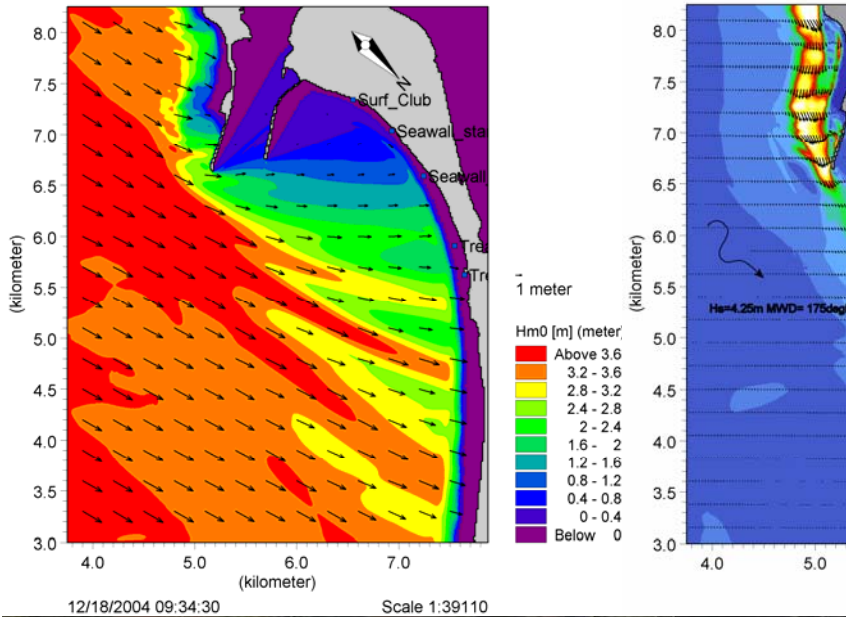 8.0
7.5
7.0
6.5
6.0
5.5
5.0
4.5
4.0
3.5
3.0
(kilometer)
4.0 5.0 6.0 7.0
(kilometer)
12/18/2004 09:34:30 Scale 1:39110
N
Surf_Club
Seawall_sta
Seawall_
Tre
Tre
1 meter
Hm0 [m] (meter)
Above 3.6
3.2 - 3.6
2.8 - 3.2
2.4 - 2.8
2 - 2.4
1.6 - 2
1.2 - 1.6
0.8 - 1.2
0.4 - 0.8
0 - 0.4
Below 0
8.0
7.5
7.0
6.5
6.0
5.5
5.0
4.5
4.0
3.5
3.0
(kilometer)
Hs=4.25m MWD= 175deg
4.0 5.0